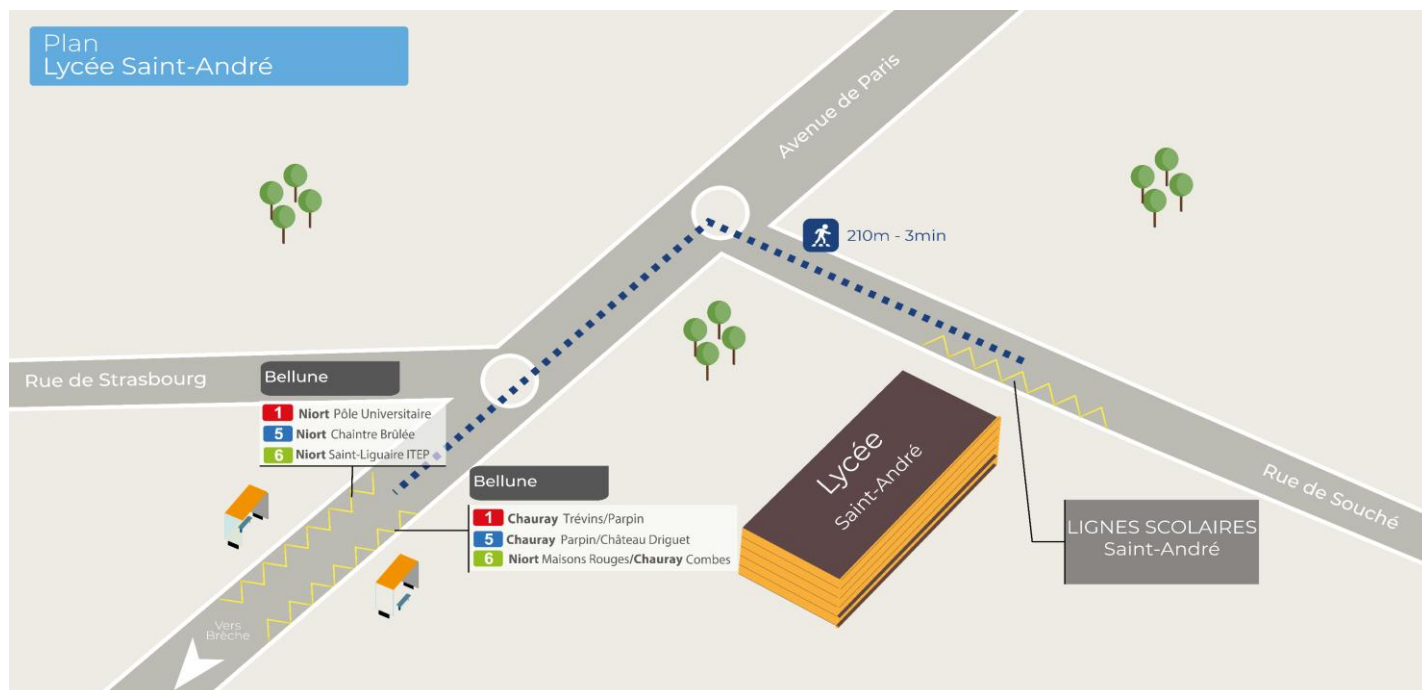 Plan
Lycée Saint-André
Avenue de Paris
210m - 3min
Rue de Strasbourg
Bellune
1 Niort Pôle Universitaire
5 Niort Chaintre Brûlée
6 Niort Saint-Liguaire ITEP
Bellune
1 Chauray Trévins/Parpin
5 Chauray Parpin/Château Driguet
6 Niort Maisons Rouges/Chauray Combes
Lycée
Saint-André
Rue de Souché
LIGNES SCOLAIRES
Saint-André
Vers
Brèche